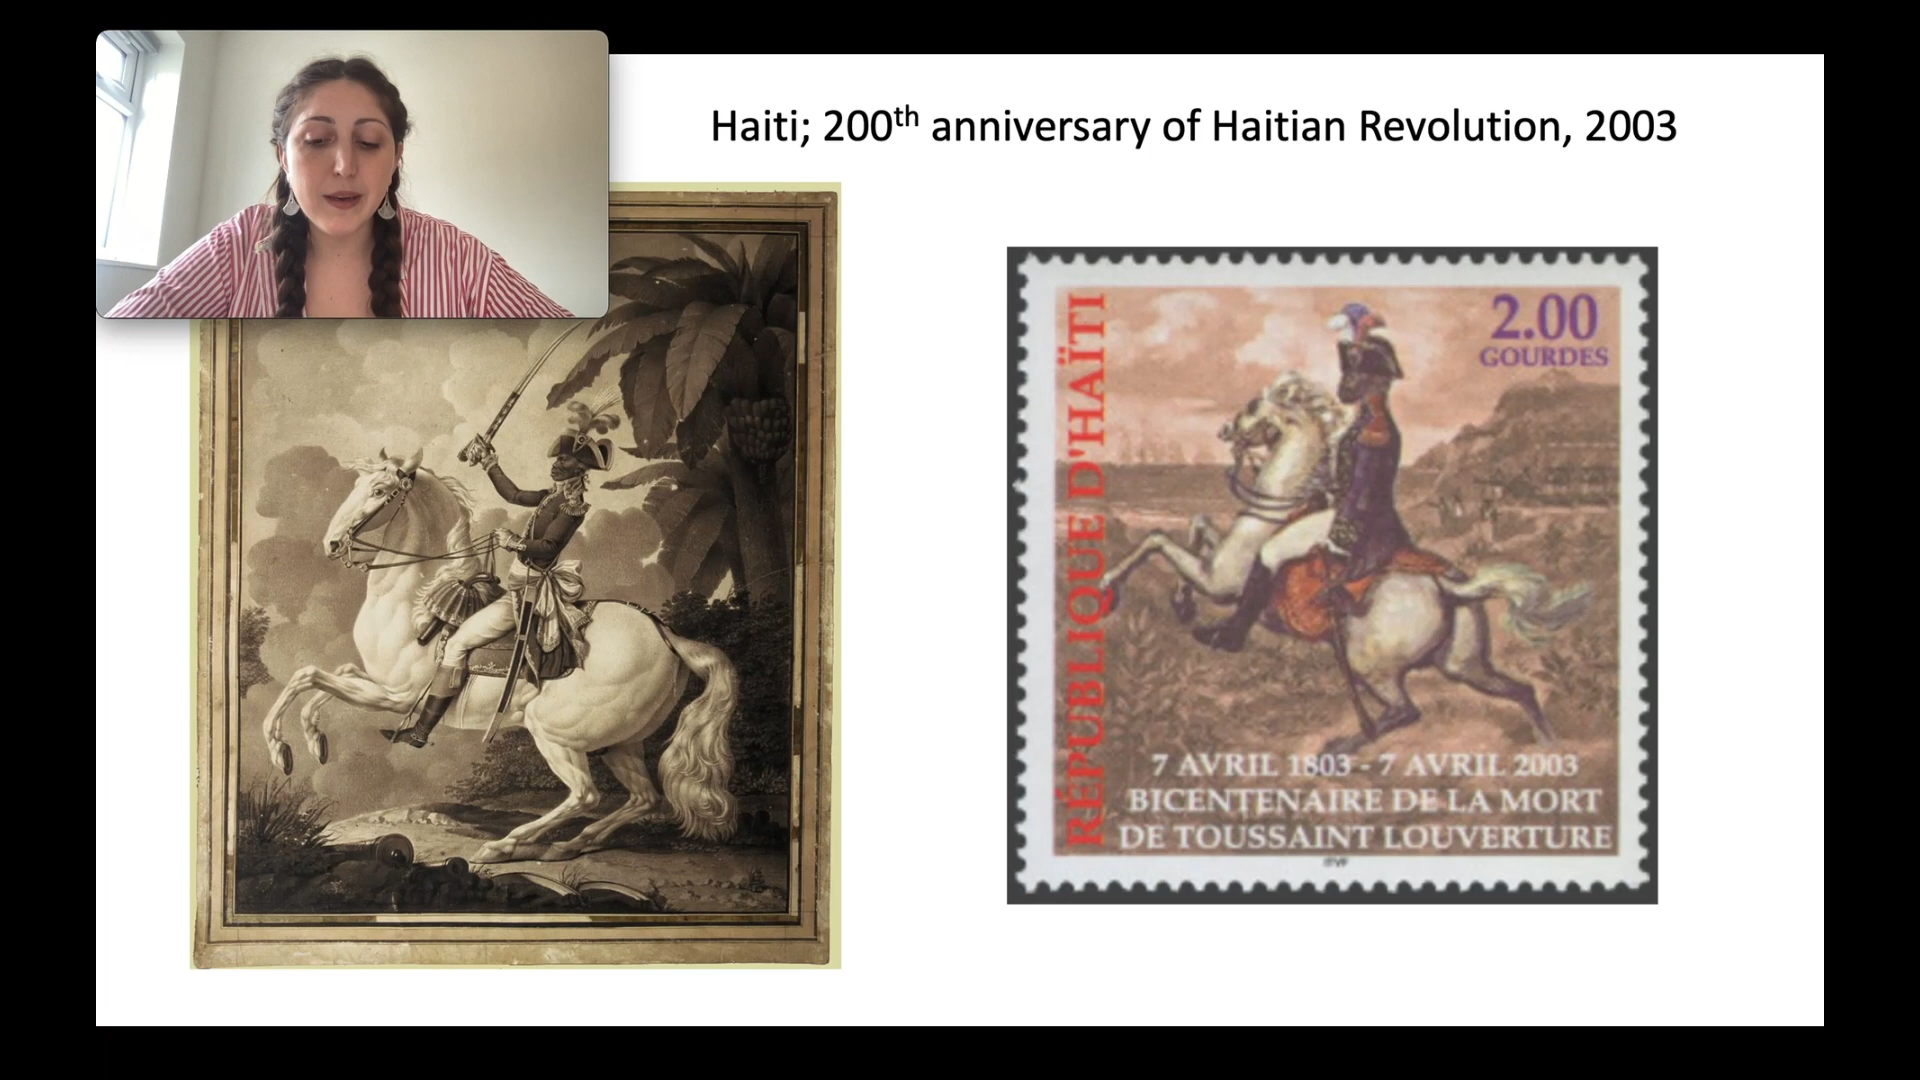 Haiti; 200th anniversary of Haitian Revolution, 2003
RÉPUBLIQUE D'HAÏTI
2.00
GOURDES
7 AVRIL 1803 - 7 AVRIL 2003
BICENTENAIRE DE LA MORT
DE TOUSSAINT LOUVERTURE